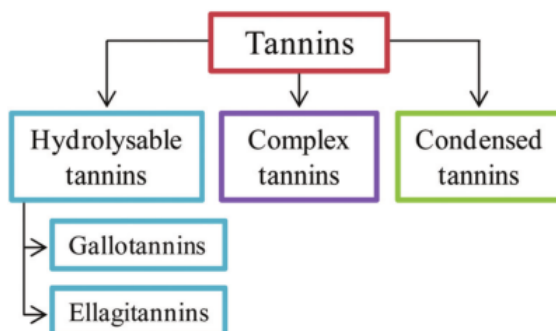 Tannins
Hydrolysable
tannins
Complex
tannins
Condensed
tannins
Gallotannins
Ellagitannins